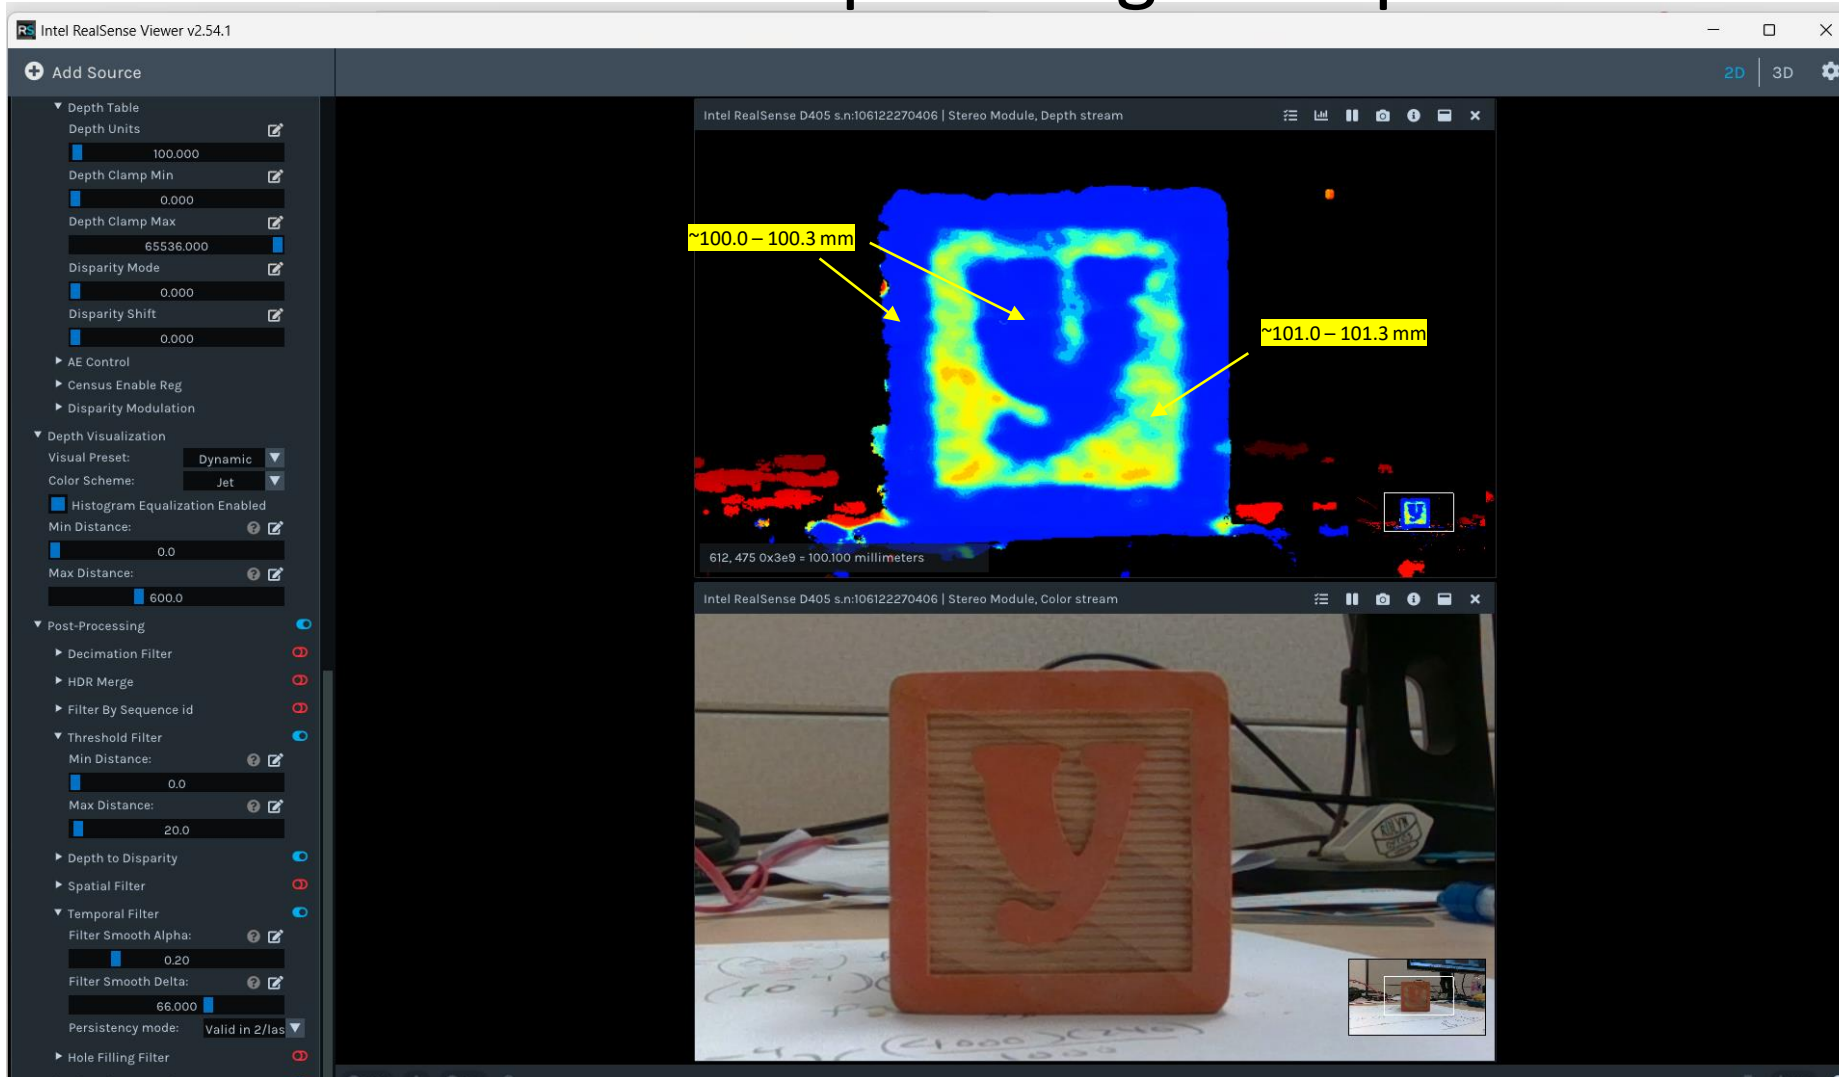 Intel RealSense Viewer v2.54.1
Add Source
2D
3D
Depth Table
Depth Units
100.000
Depth Clamp Min
0.000
Depth Clamp Max
65536.000
Disparity Mode
0.000
Disparity Shift
0.000
AE Control
Census Enable Reg
Disparity Modulation
Depth Visualization
Visual Preset: Dynamic
Color Scheme: Jet
Histogram Equalization Enabled
Min Distance:
0.0
Max Distance:
600.0
Post-Processing
Decimation Filter
HDR Merge
Filter By Sequence id
Threshold Filter
Min Distance:
0.0
Max Distance:
20.0
Depth to Disparity
Spatial Filter
Temporal Filter
Filter Smooth Alpha:
0.20
Filter Smooth Delta:
66.000
Persistency mode: Valid in 2/las
Hole Filling Filter
Intel RealSense D405 s.n:106122270406 | Stereo Module, Depth stream
~100.0 – 100.3 mm
~101.0 – 101.3 mm
612, 475 0x3e9 = 100.100 millimeters
Intel RealSense D405 s.n:106122270406 | Stereo Module, Color stream
y